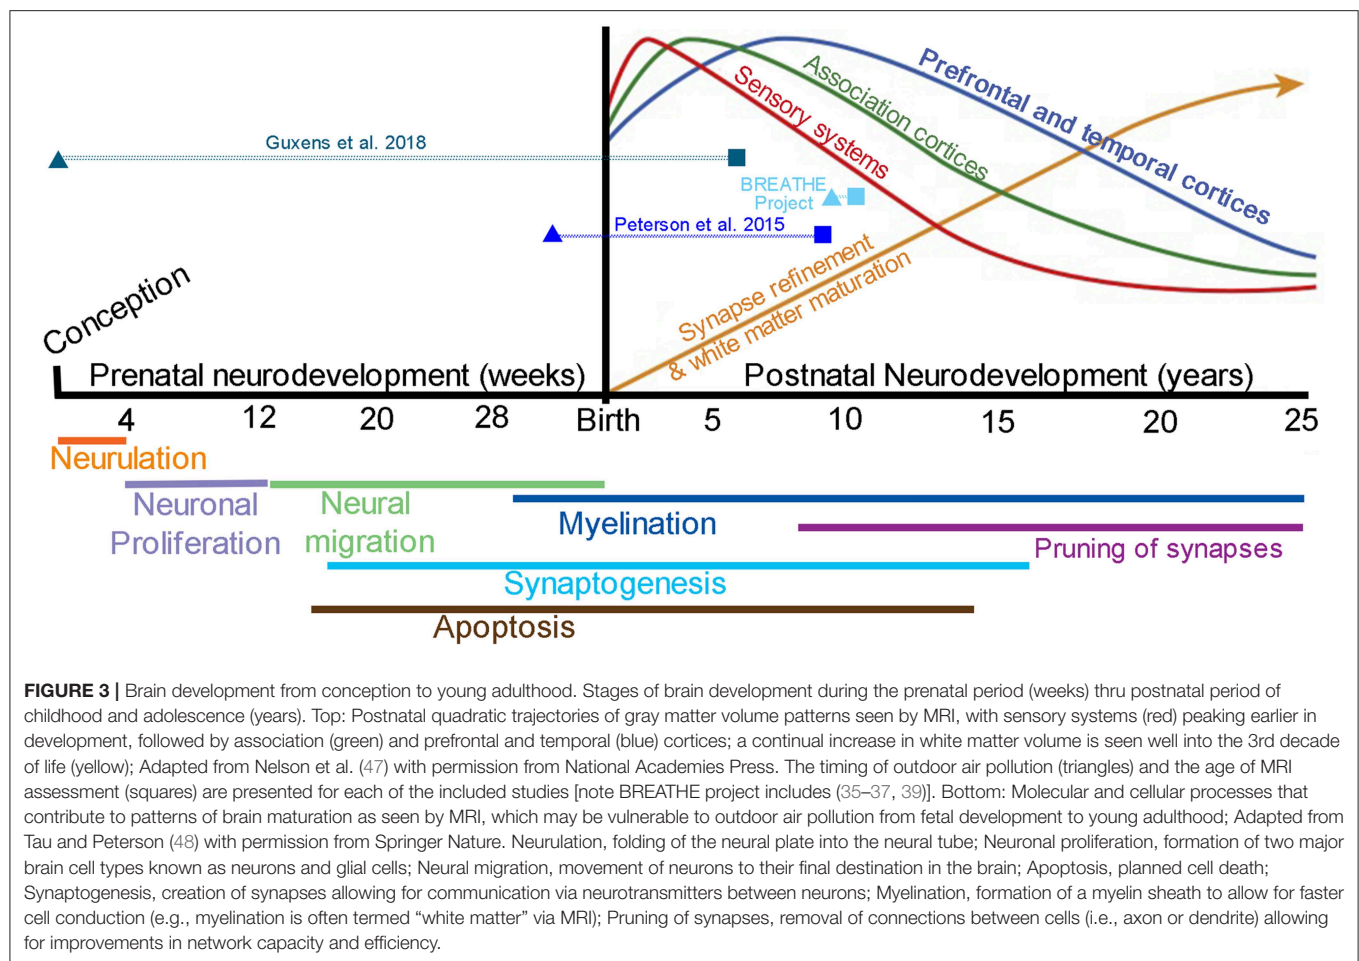 Prefrontal and temporal cortices
Association cortices
Sensory systems
Guxens et al. 2018
BREATHE
Project
Peterson et al. 2015
Synapse refinement
& white matter maturation
Conception
Prenatal neurodevelopment (weeks)
Postnatal Neurodevelopment (years)
4 12 20 28 Birth 5 10 15 20 25
Neurulation
Neuronal
Proliferation
Neural
migration
Myelination
Pruning of synapses
Synaptogenesis
Apoptosis
FIGURE 3 | Brain development from conception to young adulthood. Stages of brain development during the prenatal period (weeks) thru postnatal period of
childhood and adolescence (years). Top: Postnatal quadratic trajectories of gray matter volume patterns seen by MRI, with sensory systems (red) peaking earlier in
development, followed by association (green) and prefrontal and temporal (blue) cortices; a continual increase in white matter volume is seen well into the 3rd decade
of life (yellow); Adapted from Nelson et al. (47) with permission from National Academies Press. The timing of outdoor air pollution (triangles) and the age of MRI
assessment (squares) are presented for each of the included studies [note BREATHE project includes (35–37, 39)]. Bottom: Molecular and cellular processes that
contribute to patterns of brain maturation as seen by MRI, which may be vulnerable to outdoor air pollution from fetal development to young adulthood; Adapted from
Tau and Peterson (48) with permission from Springer Nature. Neurulation, folding of the neural plate into the neural tube; Neuronal proliferation, formation of two major
brain cell types known as neurons and glial cells; Neural migration, movement of neurons to their final destination in the brain; Apoptosis, planned cell death;
Synaptogenesis, creation of synapses allowing for communication via neurotransmitters between neurons; Myelination, formation of a myelin sheath to allow for faster
cell conduction (e.g., myelination is often termed “white matter” via MRI); Pruning of synapses, removal of connections between cells (i.e., axon or dendrite) allowing
for improvements in network capacity and efficiency.